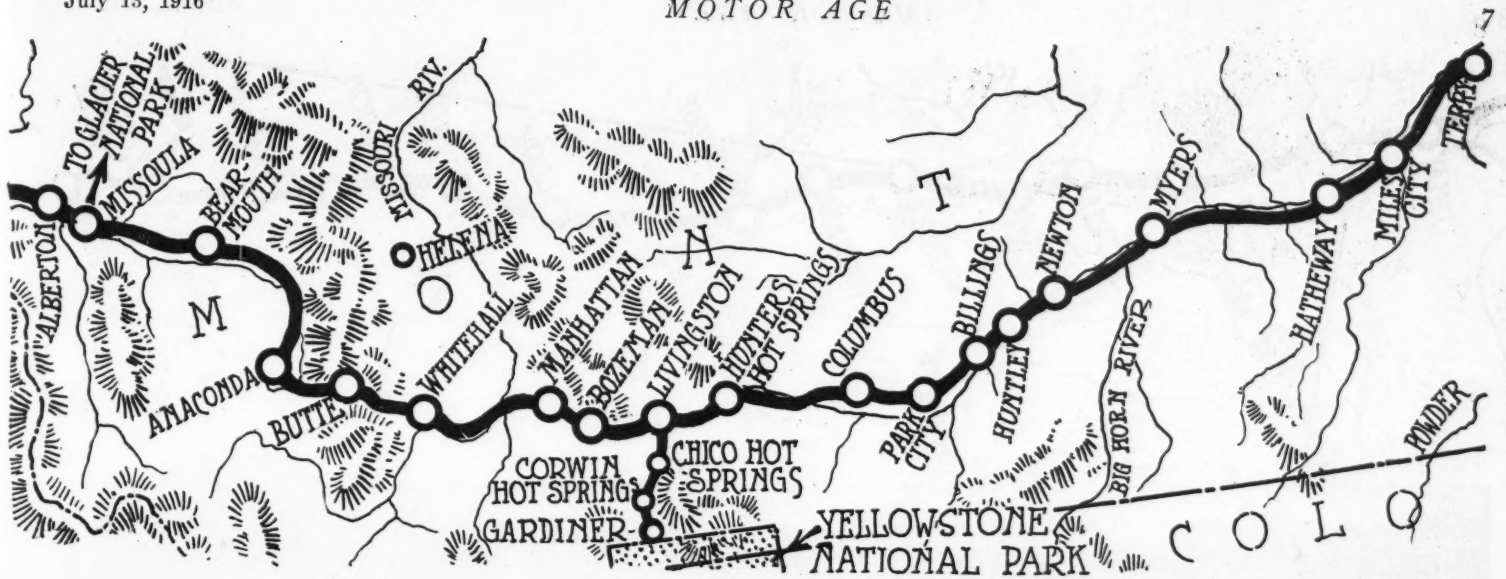 July 13, 1916
MOTOR AGE
7
TO GLACIER
NATIONAL
PARK
ALBERTON
MISSOULA
BEAR-
MOUTH
MISSOURI
RIV.
HELENA
M
O
N
T
ANACONDA
BUTTE
WHITEHALL
MANHATTAN
BOZEMAN
LIVINGSTON
HUNTERS
HOT SPRINGS
COLUMBUS
PARK
CITY
BILLINGS
HUNTLEY
NEWTON
MYERS
BIG HORN RIVER
HATHEWAY
MILES
CITY
TERRY
POWDER
CORWIN
HOT SPRINGS
CHICO HOT
SPRINGS
GARDINER
YELLOWSTONE
NATIONAL PARK
COLO